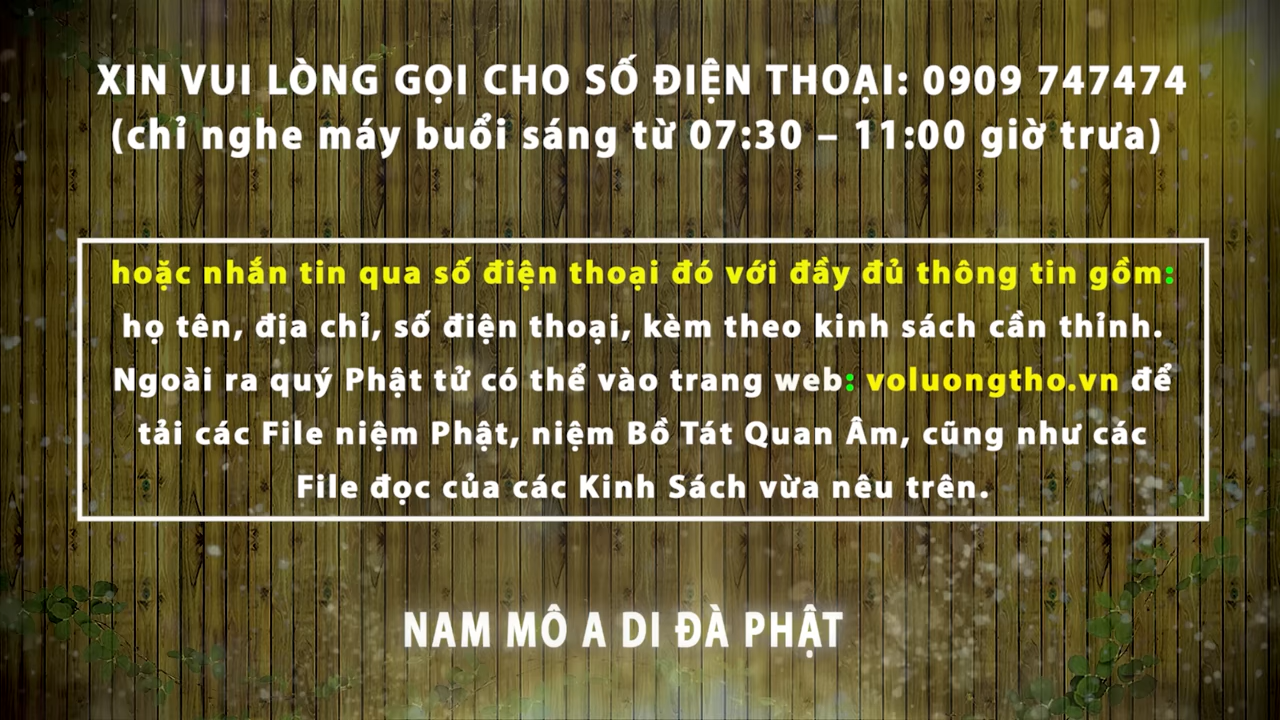 XIN VUI LÒNG GỌI CHO SỐ ĐIỆN THOẠI: 0909 747474
(chỉ nghe máy buổi sáng từ 07:30 – 11:00 giờ trưa)
hoặc nhắn tin qua số điện thoại đó với đầy đủ thông tin gồm:
họ tên, địa chỉ, số điện thoại, kèm theo kinh sách cần thỉnh.
Ngoài ra quý Phật tử có thể vào trang web: voluongtho.vn để
tải các File niệm Phật, niệm Bồ Tát Quan Âm, cũng như các
File đọc của các Kinh Sách vừa nêu trên.
NAM MÔ A DI ĐÀ PHẬT